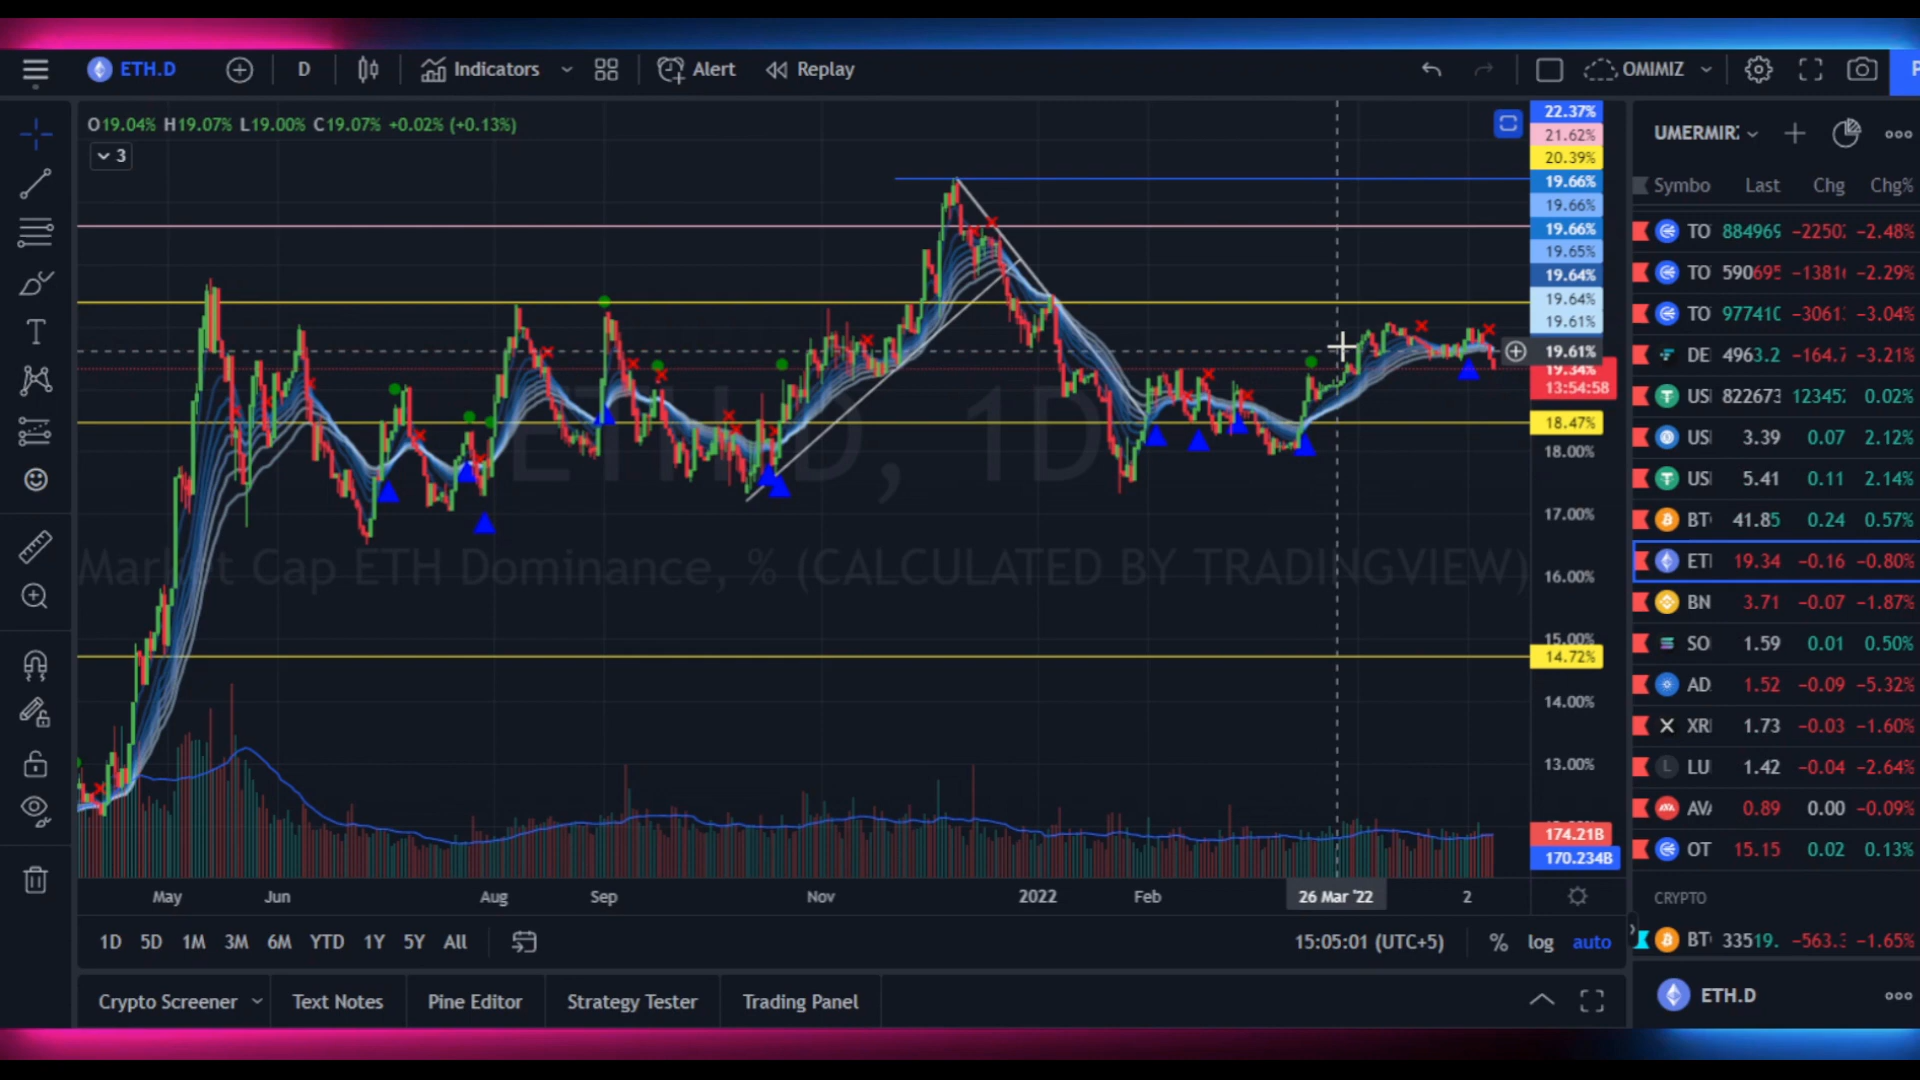 ETH.D D Indicators Alert Replay OMIMIZ
O19.04% H19.07% L19.00% C19.07% +0.02% (+0.13%)
3
ETH.D, 1D
Market Cap ETH Dominance, % (CALCULATED BY TRADINGVIEW)
22.37%
21.62%
20.39%
19.66%
19.66%
19.66%
19.65%
19.64%
19.64%
19.61%
19.61%
19.34%
13:54:58
18.47%
18.00%
17.00%
16.00%
15.00%
14.72%
14.00%
13.00%
174.21B
170.234B
May Jun Aug Sep Nov 2022 Feb 26 Mar '22 2
1D 5D 1M 3M 6M YTD 1Y 5Y All 15:05:01 (UTC+5) % log auto
Crypto Screener Text Notes Pine Editor Strategy Tester Trading Panel
UMERMIR
Symbo Last Chg Chg%
TO 884969 −2250 −2.48%
TO 590695 −1381 −2.29%
TO 977410 −3061 −3.04%
DE 4963.2 −164. −3.21%
US 822673 12345 0.02%
US 3.39 0.07 2.12%
US 5.41 0.11 2.14%
BT 41.85 0.24 0.57%
ET 19.34 −0.16 −0.80%
BN 3.71 −0.07 −1.87%
SO 1.59 0.01 0.50%
AD 1.52 −0.09 −5.32%
XR 1.73 −0.03 −1.60%
LU 1.42 −0.04 −2.64%
AV 0.89 0.00 −0.09%
OT 15.15 0.02 0.13%
CRYPTO
BT 33519. −563. −1.65%
ETH.D